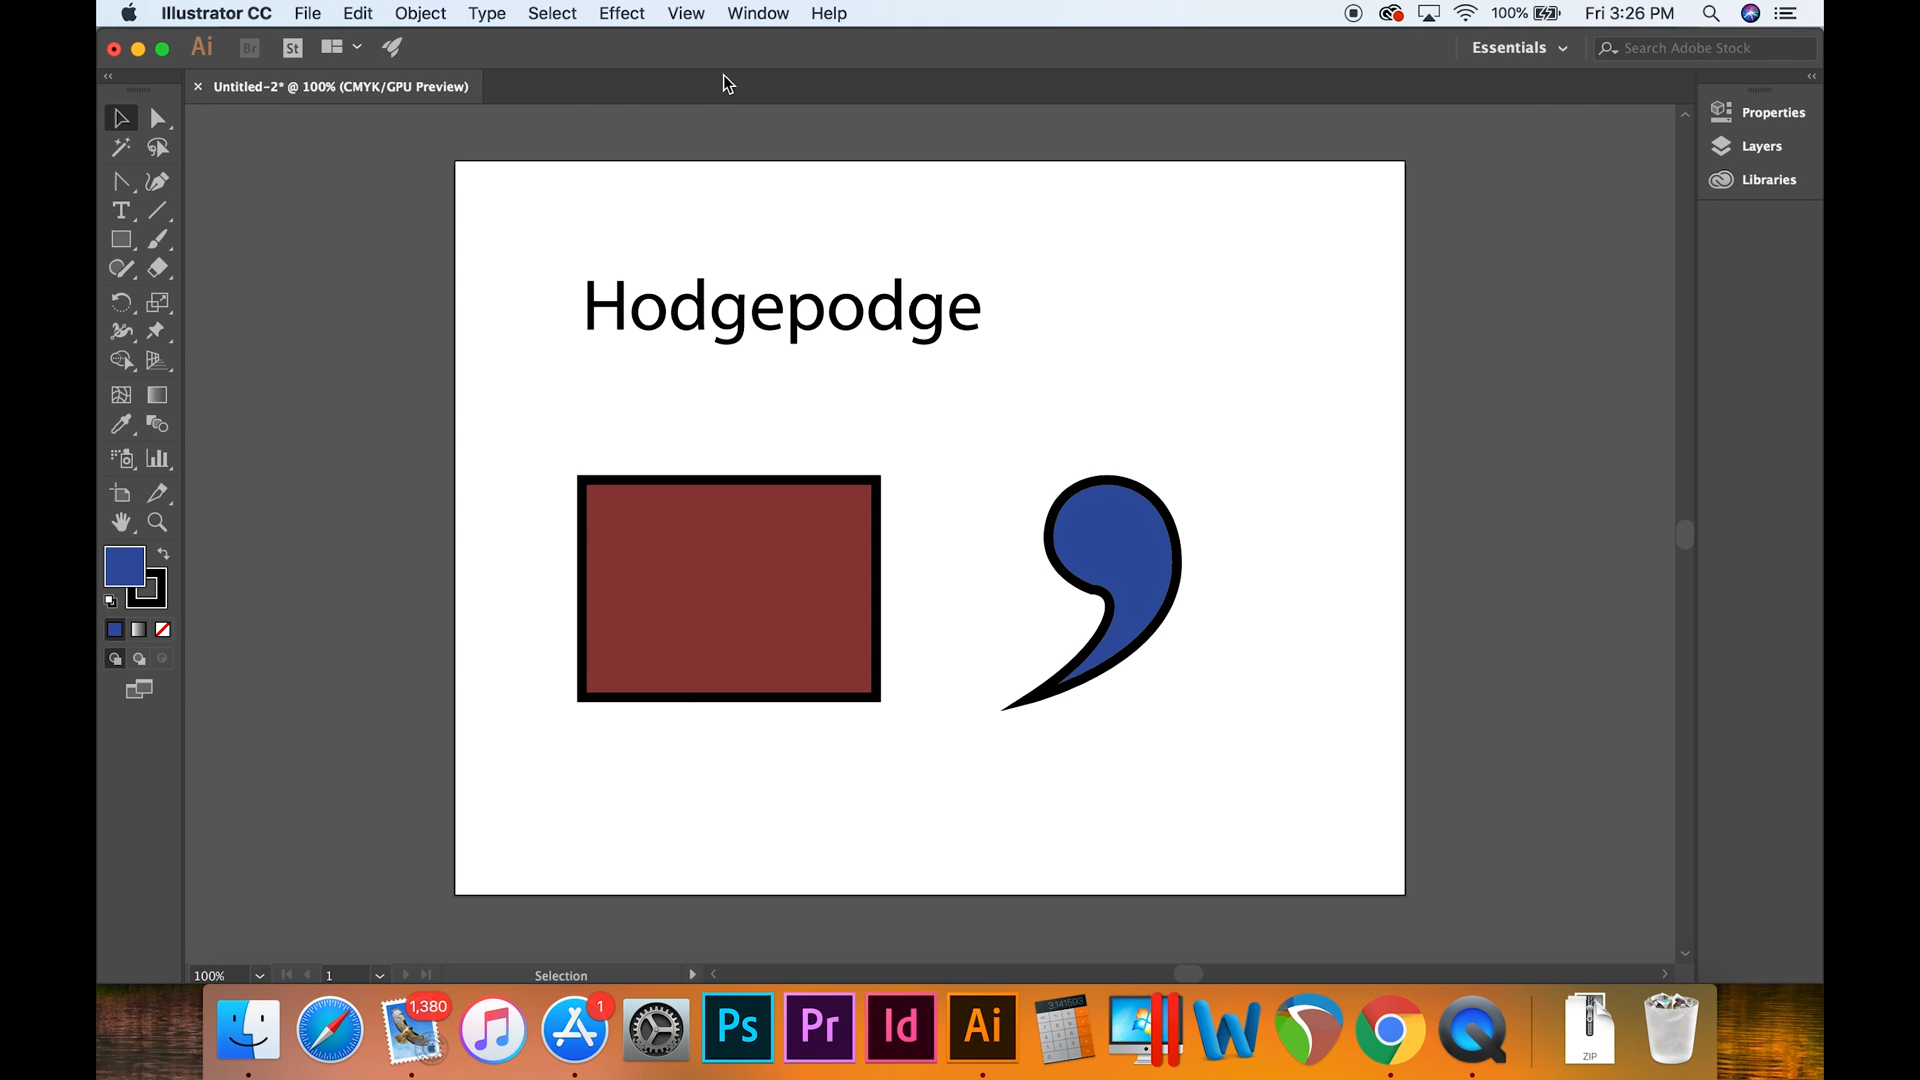 Illustrator CC File Edit Object Type Select Effect View Window Help 100% Fri 3:26 PM
Ai Br St Essentials Search Adobe Stock
× Untitled-2* @ 100% (CMYK/GPU Preview)
Properties
Layers
Libraries
Hodgepodge
100% 1 Selection
1,380 1 Ps Pr Id Ai 3.141593 W ZIP